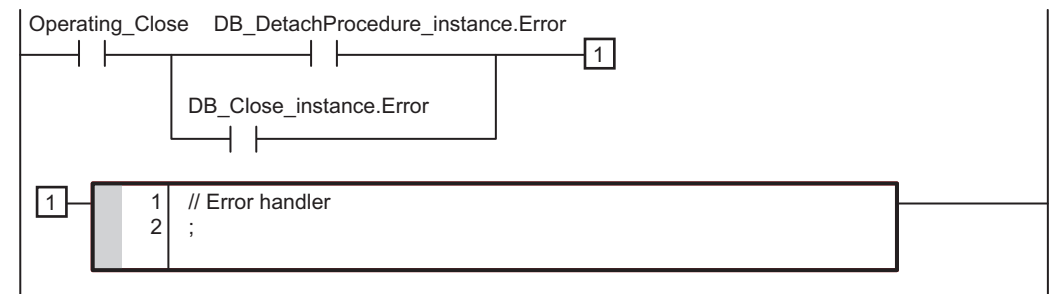 Operating_Close DB_DetachProcedure_instance.Error
1
DB_Close_instance.Error
1
1 // Error handler
2 ;